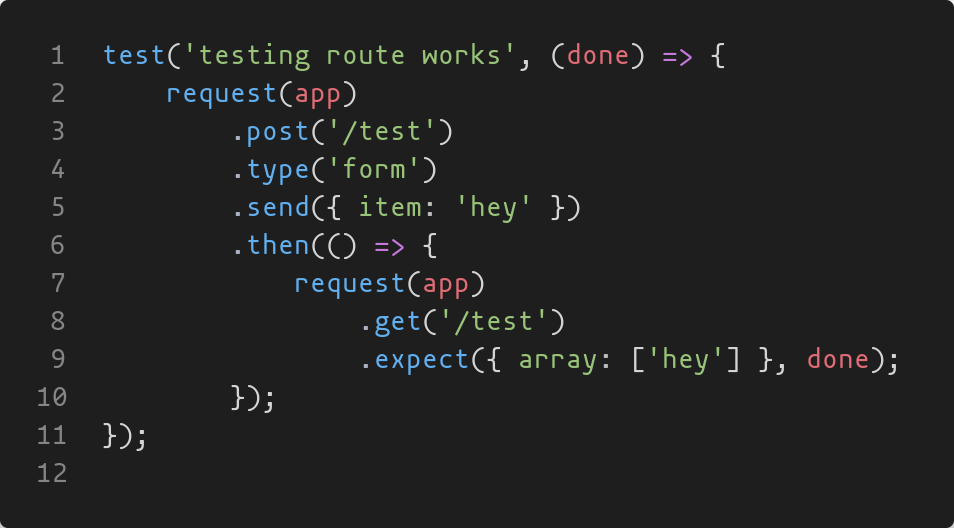 1 test('testing route works', (done) => {
2     request(app)
3         .post('/test')
4         .type('form')
5         .send({ item: 'hey' })
6         .then(() => {
7             request(app)
8                 .get('/test')
9                 .expect({ array: ['hey'] }, done);
10         });
11 });
12